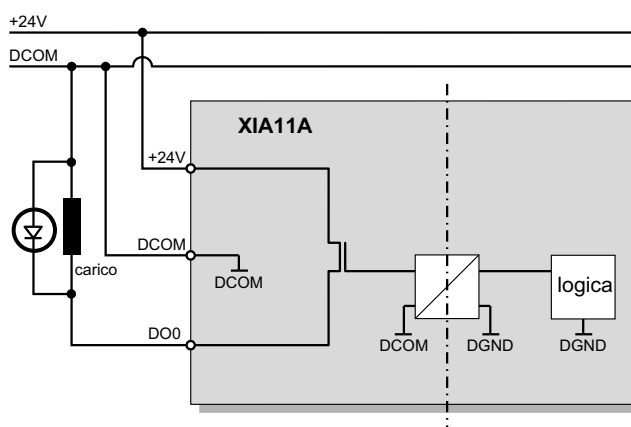 +24V
DCOM
XIA11A
+24V
DCOM
DCOM
carico
logica
DO0
DCOM
DGND
DGND